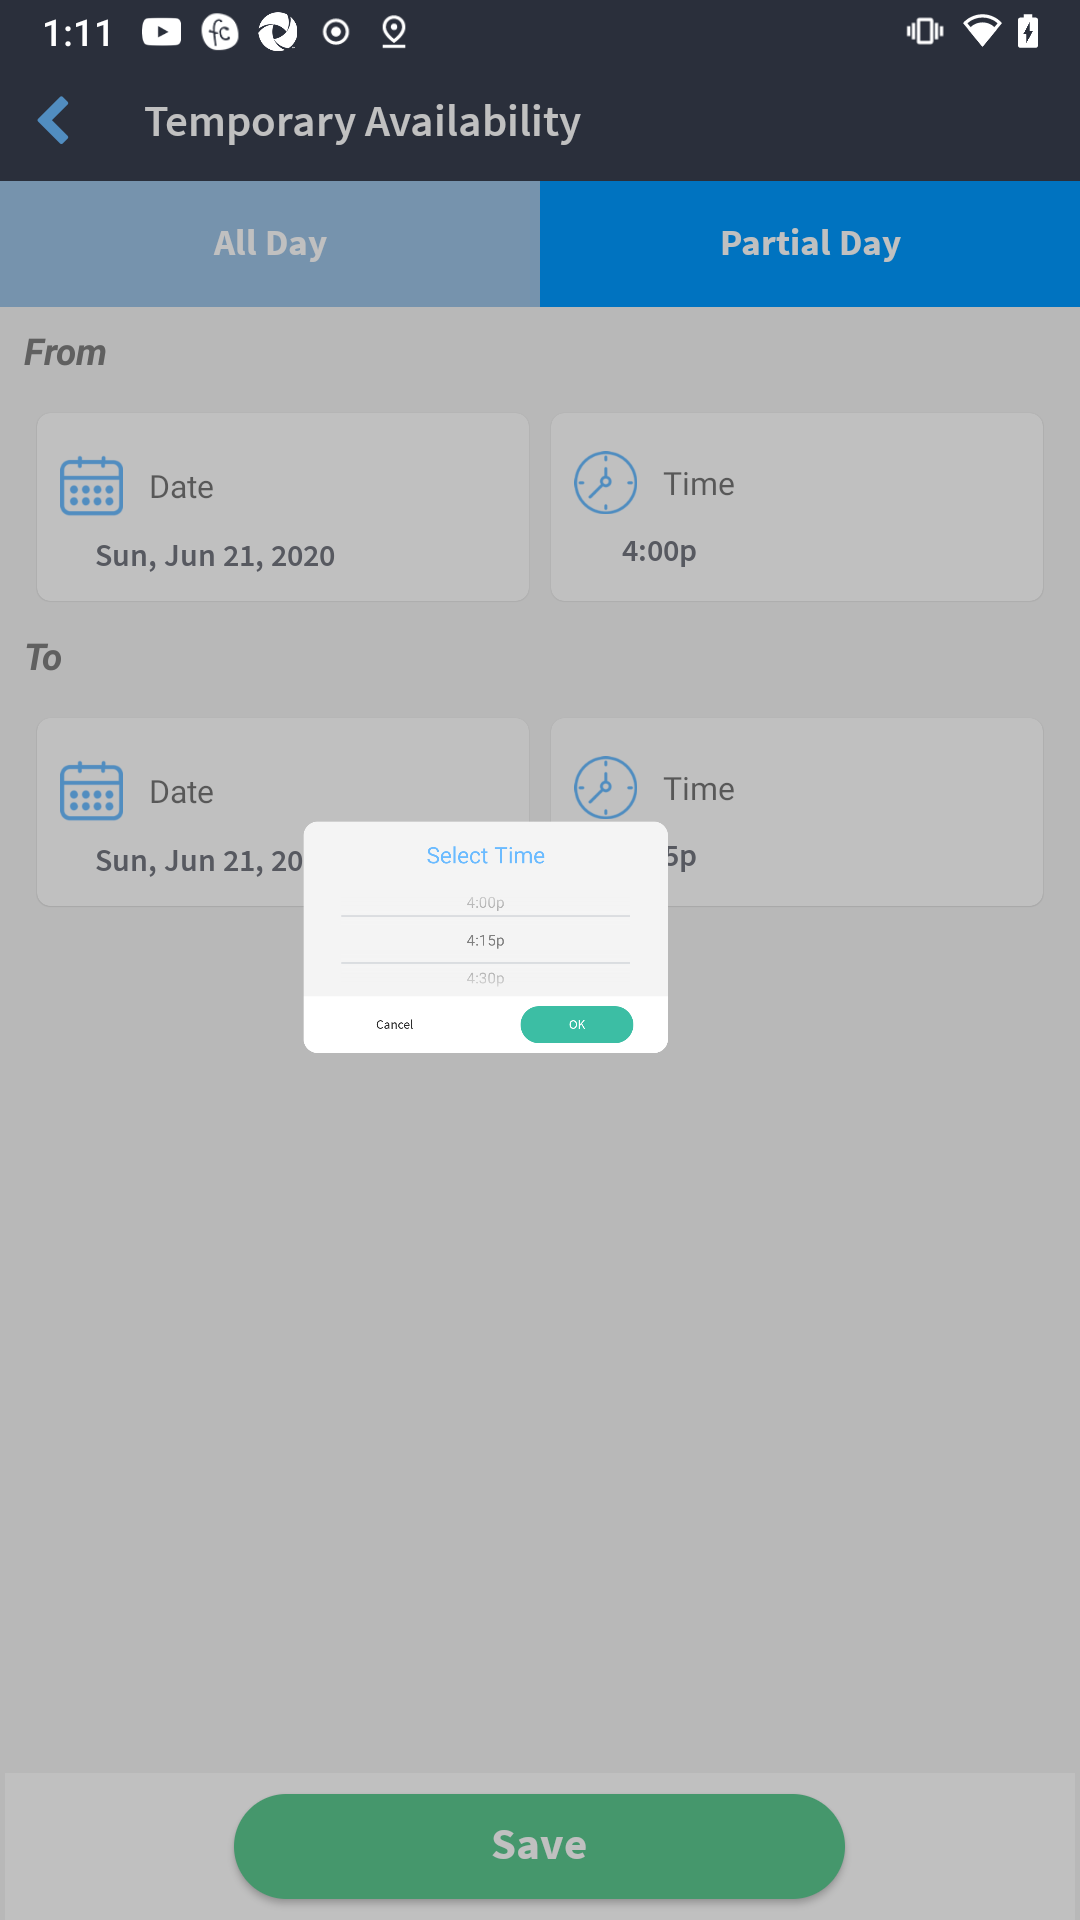 1:11
Temporary Availability
All Day
Partial Day
From
Date
Time
Sun, Jun 21, 2020
4:00p
To
Date
Time
Sun, Jun 21, 20
5p
Select Time
4:00p
4:15p
4:30p
Cancel
OK
Save